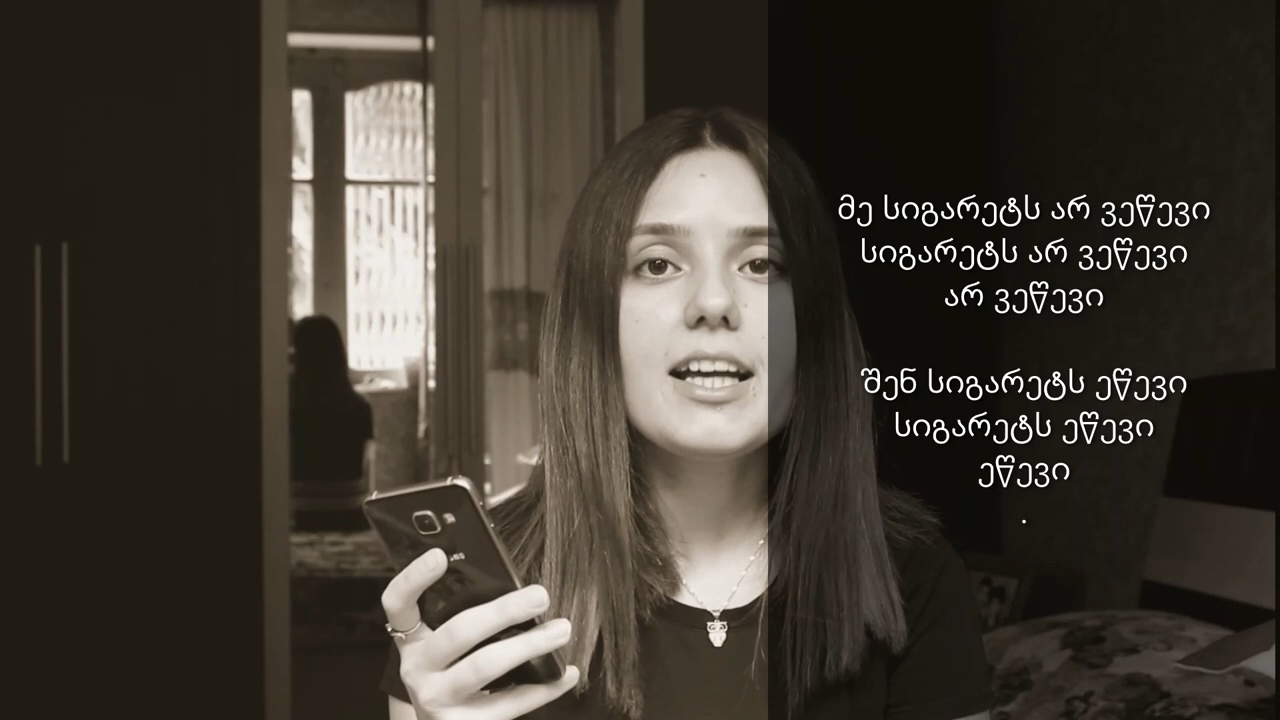 მე სიგარეტს არ ვეწევი
სიგარეტს არ ვეწევი
არ ვეწევი
შენ სიგარეტს ეწევი
სიგარეტს ეწევი
ეწევი
.